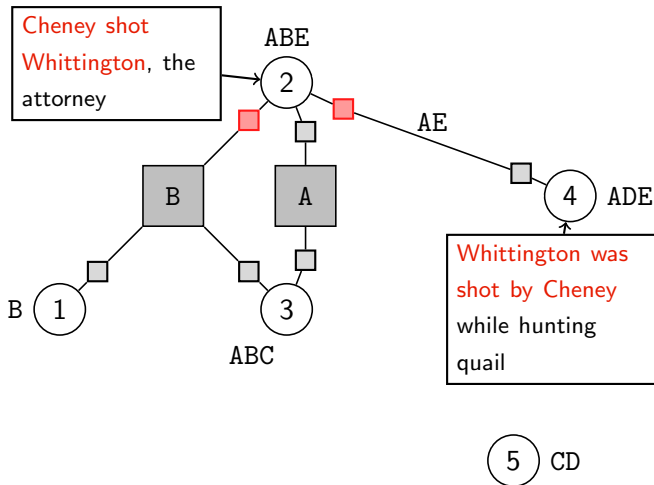 Cheney shot
Whittington, the
attorney
ABE
2
AE
B
A
4
ADE
Whittington was
shot by Cheney
while hunting
quail
B
1
3
ABC
5
CD